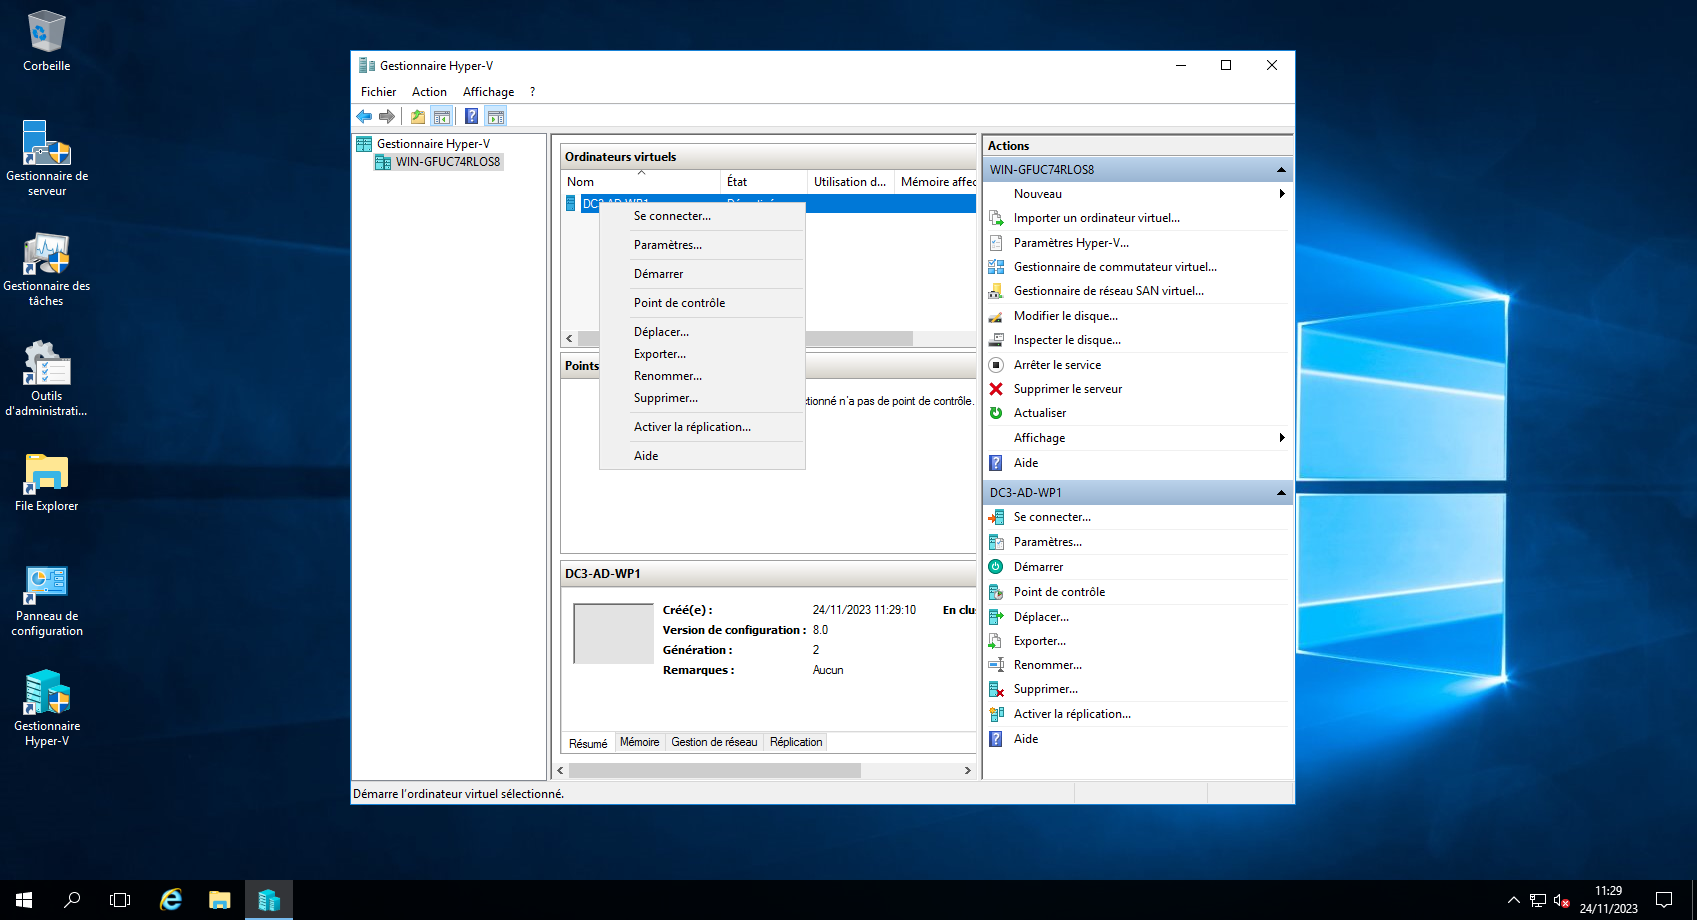 Corbeille
Gestionnaire de
serveur
Gestionnaire des
tâches
Outils
d'administrati...
File Explorer
Panneau de
configuration
Gestionnaire
Hyper-V
Gestionnaire Hyper-V
Fichier Action Affichage ?
Gestionnaire Hyper-V
WIN-GFUC74RLOS8
Ordinateurs virtuels
Nom État Utilisation d... Mémoire affec
DC3-AD-WP1
Se connecter...
Paramètres...
Démarrer
Point de contrôle
Déplacer...
Exporter...
Renommer...
Supprimer...
Activer la réplication...
Aide
Points
tionné n'a pas de point de contrôle.
DC3-AD-WP1
Créé(e) : 24/11/2023 11:29:10 En clus
Version de configuration : 8.0
Génération : 2
Remarques : Aucun
Résumé Mémoire Gestion de réseau Réplication
Actions
WIN-GFUC74RLOS8
Nouveau
Importer un ordinateur virtuel...
Paramètres Hyper-V...
Gestionnaire de commutateur virtuel...
Gestionnaire de réseau SAN virtuel...
Modifier le disque...
Inspecter le disque...
Arrêter le service
Supprimer le serveur
Actualiser
Affichage
Aide
DC3-AD-WP1
Se connecter...
Paramètres...
Démarrer
Point de contrôle
Déplacer...
Exporter...
Renommer...
Supprimer...
Activer la réplication...
Aide
Démarre l'ordinateur virtuel sélectionné.
11:29
24/11/2023